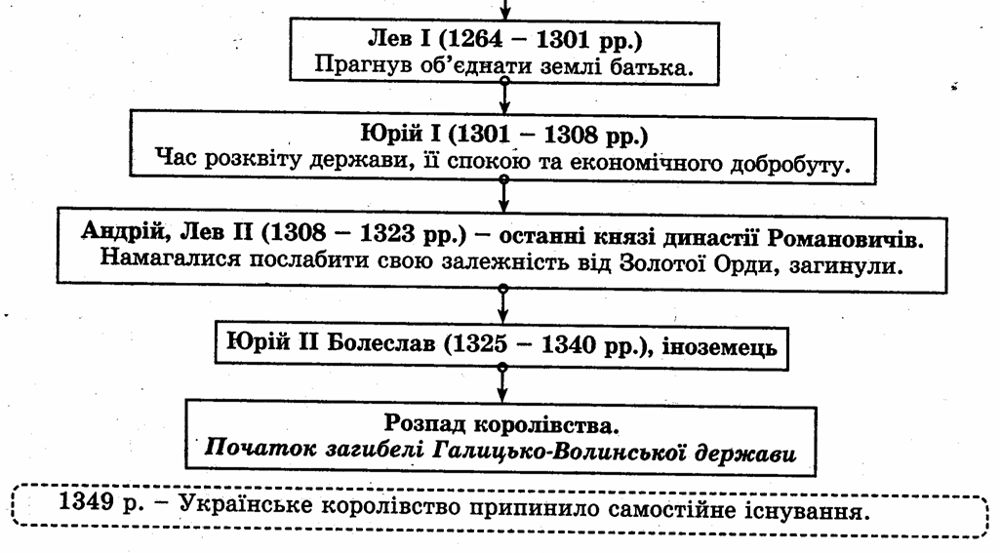 Лев І (1264 – 1301 рр.)
Прагнув об’єднати землі батька.
Юрій І (1301 – 1308 рр.)
Час розквіту держави, її спокою та економічного добробуту.
Андрій, Лев ІІ (1308 – 1323 рр.) – останні князі династії Романовичів.
Намагалися послабити свою залежність від Золотої Орди, загинули.
Юрій ІІ Болеслав (1325 – 1340 рр.), іноземець
Розпад королівства.
Початок загибелі Галицько-Волинської держави
1349 р. – Українське королівство припинило самостійне існування.